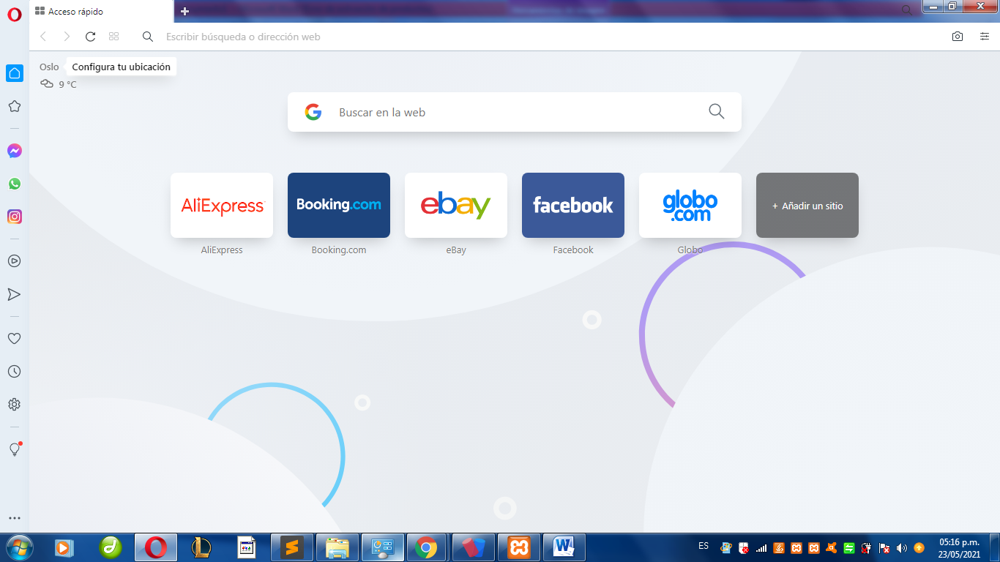 Acceso rápido
Escribir búsqueda o dirección web
Oslo
Configura tu ubicación
9 °C
Buscar en la web
AliExpress
Booking.com
ebay
facebook
globo
.com
+ Añadir un sitio
AliExpress
Booking.com
eBay
Facebook
Globo
ES
05:16 p.m.
23/05/2021